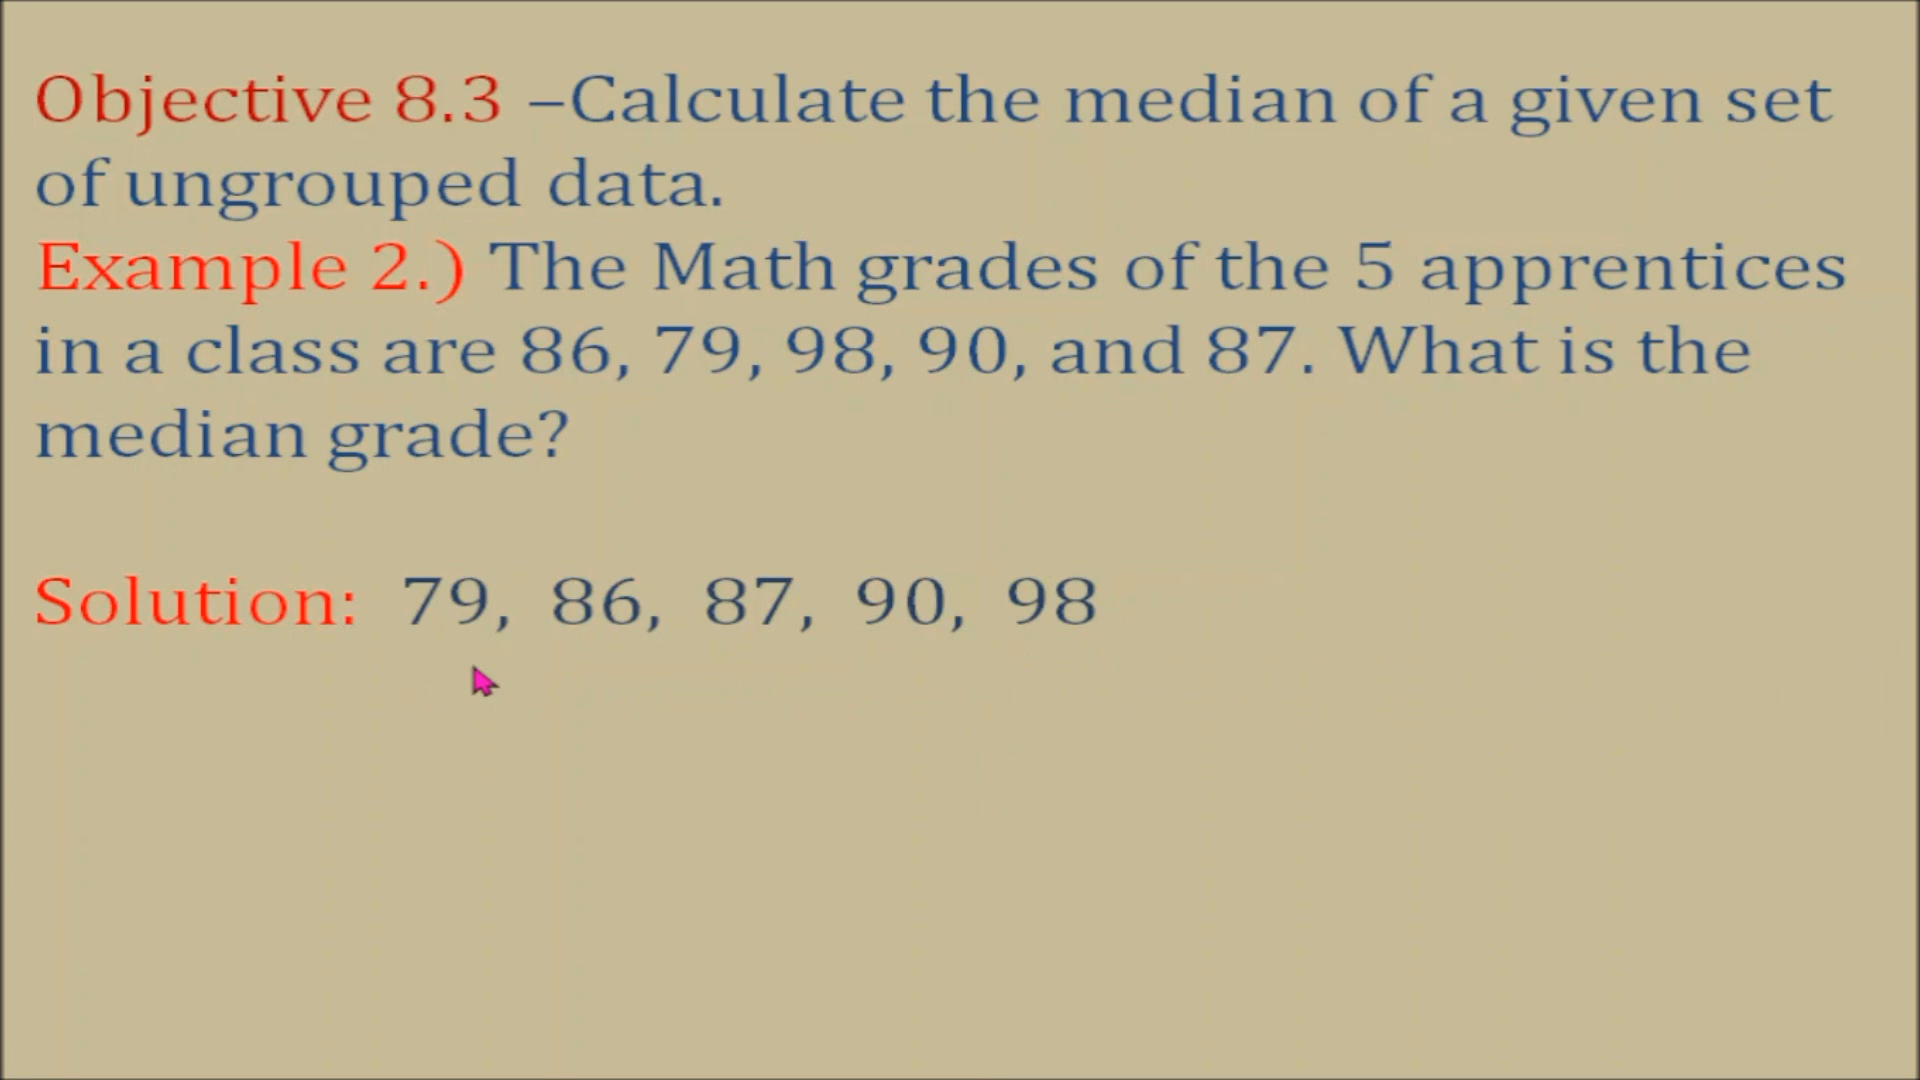 Objective 8.3 –Calculate the median of a given set
of ungrouped data.
Example 2.) The Math grades of the 5 apprentices
in a class are 86, 79, 98, 90, and 87. What is the
median grade?
Solution: 79, 86, 87, 90, 98